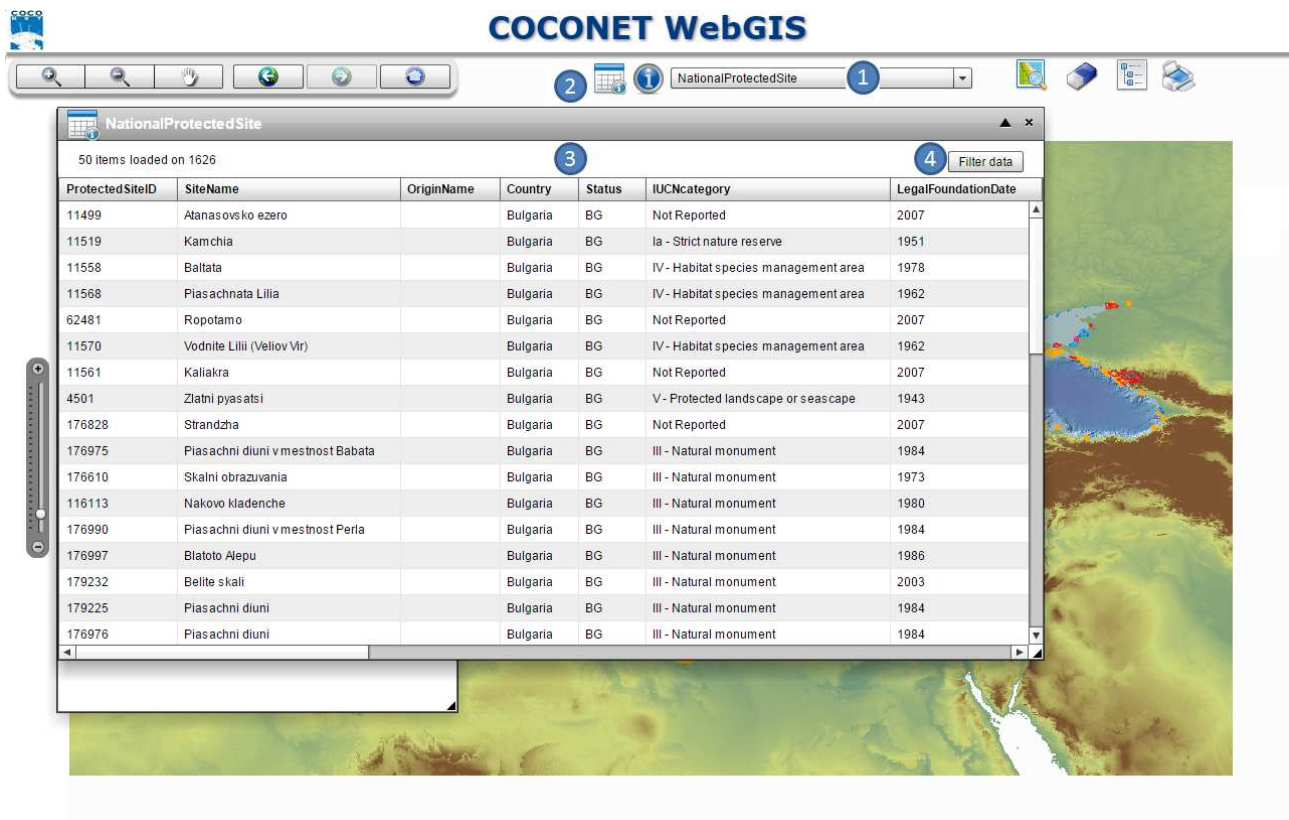 COCO
NET
COCONET WebGIS
2 NationalProtectedSite 1
NationalProtectedSite
50 items loaded on 1626 3 4 Filter data
ProtectedSiteID SiteName OriginName Country Status IUCNcategory LegalFoundationDate
11499 Atanasovsko ezero Bulgaria BG Not Reported 2007
11519 Kamchia Bulgaria BG Ia - Strict nature reserve 1951
11558 Baltata Bulgaria BG IV - Habitat species management area 1978
11568 Piasachnata Lilia Bulgaria BG IV - Habitat species management area 1962
62481 Ropotamo Bulgaria BG Not Reported 2007
11570 Vodnite Lilii (Veliov Vir) Bulgaria BG IV - Habitat species management area 1962
11561 Kaliakra Bulgaria BG Not Reported 2007
4501 Zlatni pyasatsi Bulgaria BG V - Protected landscape or seascape 1943
176828 Strandzha Bulgaria BG Not Reported 2007
176975 Piasachni diuni v mestnost Babata Bulgaria BG III - Natural monument 1984
176610 Skalni obrazuvania Bulgaria BG III - Natural monument 1973
116113 Nakovo kladenche Bulgaria BG III - Natural monument 1980
176990 Piasachni diuni v mestnost Perla Bulgaria BG III - Natural monument 1984
176997 Blatoto Alepu Bulgaria BG III - Natural monument 1986
179232 Belite skali Bulgaria BG III - Natural monument 2003
179225 Piasachni diuni Bulgaria BG III - Natural monument 1984
176976 Piasachni diuni Bulgaria BG III - Natural monument 1984